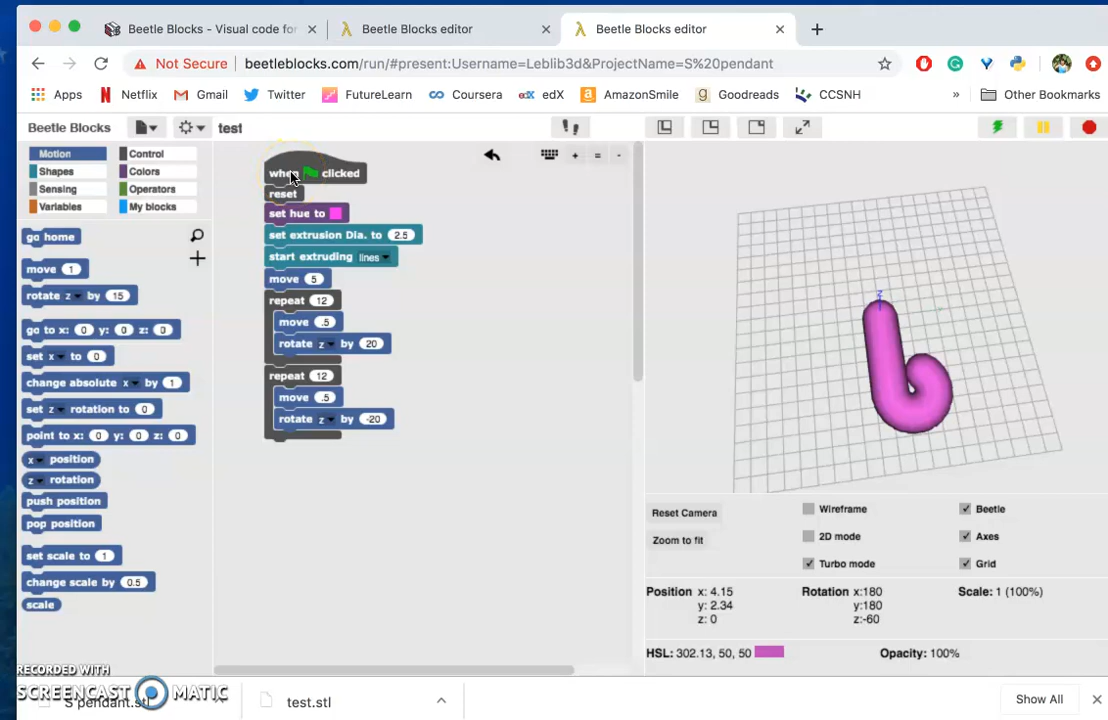 Beetle Blocks - Visual code for
Beetle Blocks editor
Beetle Blocks editor
Not Secure
beetleblocks.com/run/#present:Username=Leblib3d&ProjectName=S%20pendant
Apps
Netflix
Gmail
Twitter
FutureLearn
Coursera
edX
AmazonSmile
Goodreads
CCSNH
»
Other Bookmarks
Beetle Blocks
test
Motion
Control
Shapes
Colors
Sensing
Operators
Variables
My blocks
go home
move 1
rotate z by 15
go to x: 0 y: 0 z: 0
set x to 0
change absolute x by 1
set z rotation to 0
point to x: 0 y: 0 z: 0
x position
z rotation
push position
pop position
set scale to 1
change scale by 0.5
scale
when clicked
reset
set hue to
set extrusion Dia. to 2.5
start extruding lines
move 5
repeat 12
move .5
rotate z by 20
repeat 12
move .5
rotate z by -20
+ = -
z
Reset Camera
Zoom to fit
Wireframe
2D mode
Turbo mode
Beetle
Axes
Grid
Position x: 4.15
y: 2.34
z: 0
Rotation x:180
y:180
z:-60
Scale: 1 (100%)
HSL: 302.13, 50, 50
Opacity: 100%
RECORDED WITH
SCREENCAST MATIC
S pendant.stl
test.stl
Show All